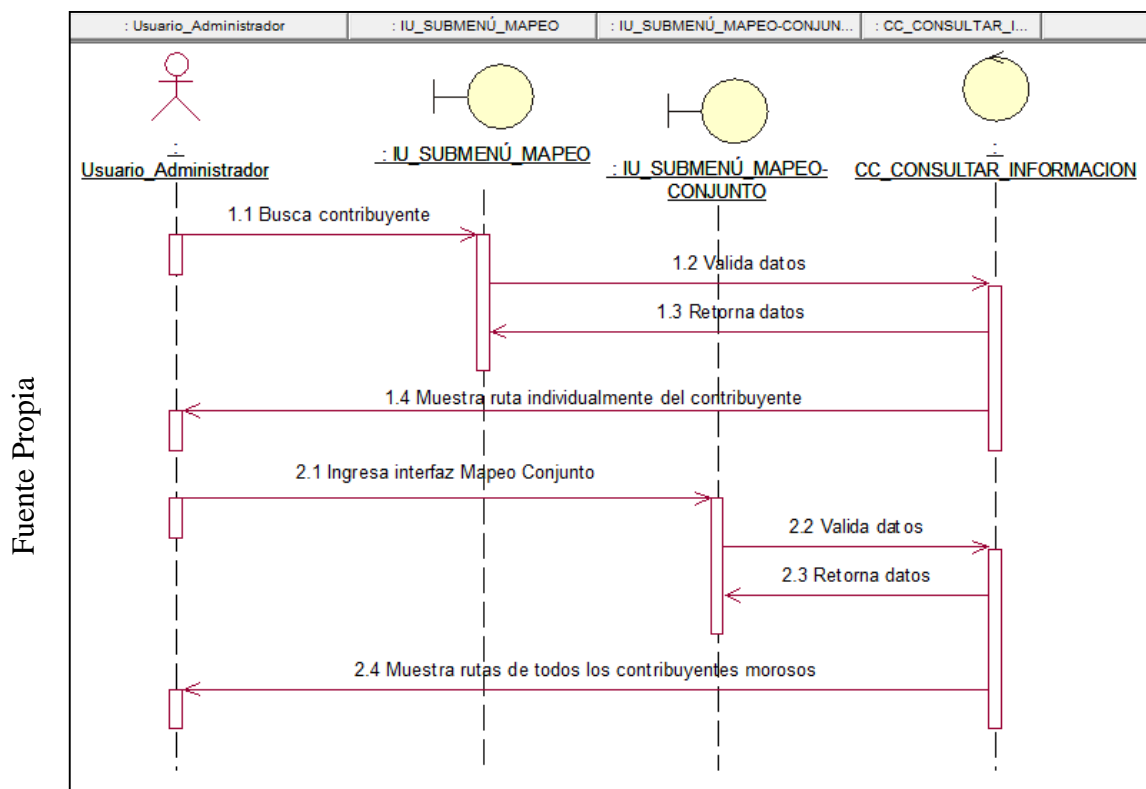 : Usuario_Administrador
: IU_SUBMENÚ_MAPEO
: IU_SUBMENÚ_MAPEO-CONJUN...
: CC_CONSULTAR_I...
:
Usuario_Administrador
: IU_SUBMENÚ_MAPEO
: IU_SUBMENÚ_MAPEO-
CONJUNTO
:
CC_CONSULTAR_INFORMACION
1.1 Busca contribuyente
1.2 Valida datos
1.3 Retorna datos
1.4 Muestra ruta individualmente del contribuyente
2.1 Ingresa interfaz Mapeo Conjunto
2.2 Valida datos
2.3 Retorna datos
2.4 Muestra rutas de todos los contribuyentes morosos
Fuente Propia